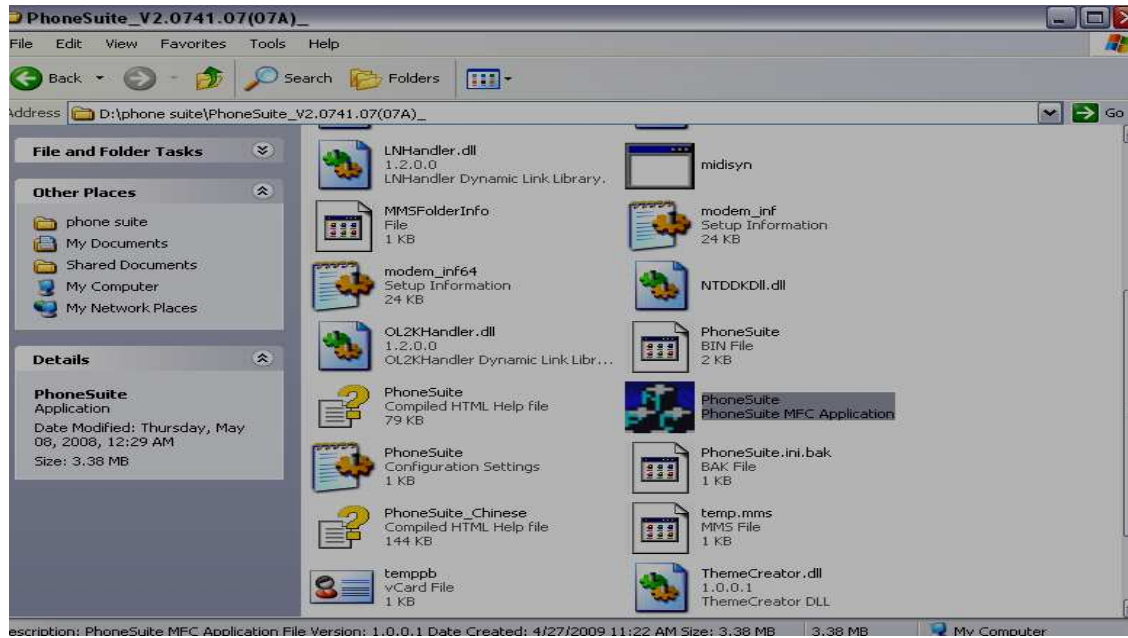 PhoneSuite_V2.0741.07(07A)_
File Edit View Favorites Tools Help
Back Search Folders
Address D:\phone suite\PhoneSuite_V2.0741.07(07A)_ Go
File and Folder Tasks
Other Places
phone suite
My Documents
Shared Documents
My Computer
My Network Places
Details
PhoneSuite
Application
Date Modified: Thursday, May
08, 2008, 12:29 AM
Size: 3.38 MB
LNHandler.dll
1.2.0.0
LNHandler Dynamic Link Library.
midisyn
MMSFolderInfo
File
1 KB
modem_inf
Setup Information
24 KB
modem_inf64
Setup Information
24 KB
NTDDKDll.dll
OL2KHandler.dll
1.2.0.0
OL2KHandler Dynamic Link Libr...
PhoneSuite
BIN File
2 KB
PhoneSuite
Compiled HTML Help file
79 KB
PhoneSuite
PhoneSuite MFC Application
PhoneSuite
Configuration Settings
1 KB
PhoneSuite.ini.bak
BAK File
1 KB
PhoneSuite_Chinese
Compiled HTML Help file
144 KB
temp.mms
MMS File
1 KB
temppb
vCard File
1 KB
ThemeCreator.dll
1.0.0.1
ThemeCreator DLL
escription: PhoneSuite MFC Application File Version: 1.0.0.1 Date Created: 4/27/2009 11:22 AM Size: 3.38 MB 3.38 MB My Computer